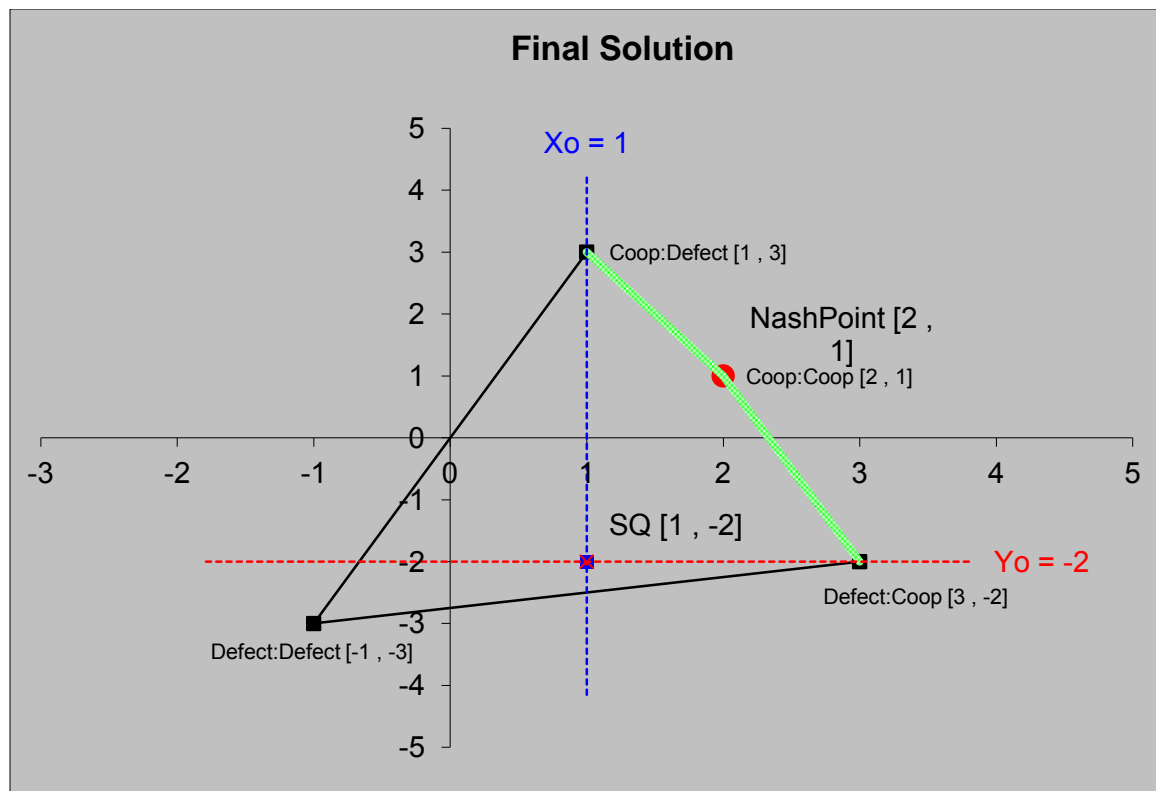 Final Solution
5
Xo = 1
4
3
Coop:Defect [1 , 3]
2
NashPoint [2 ,
1]
1
Coop:Coop [2 , 1]
0
-3
-2
-1
0
1
2
3
4
5
-1
SQ [1 , -2]
-2
Yo = -2
Defect:Coop [3 , -2]
-3
Defect:Defect [-1 , -3]
-4
-5